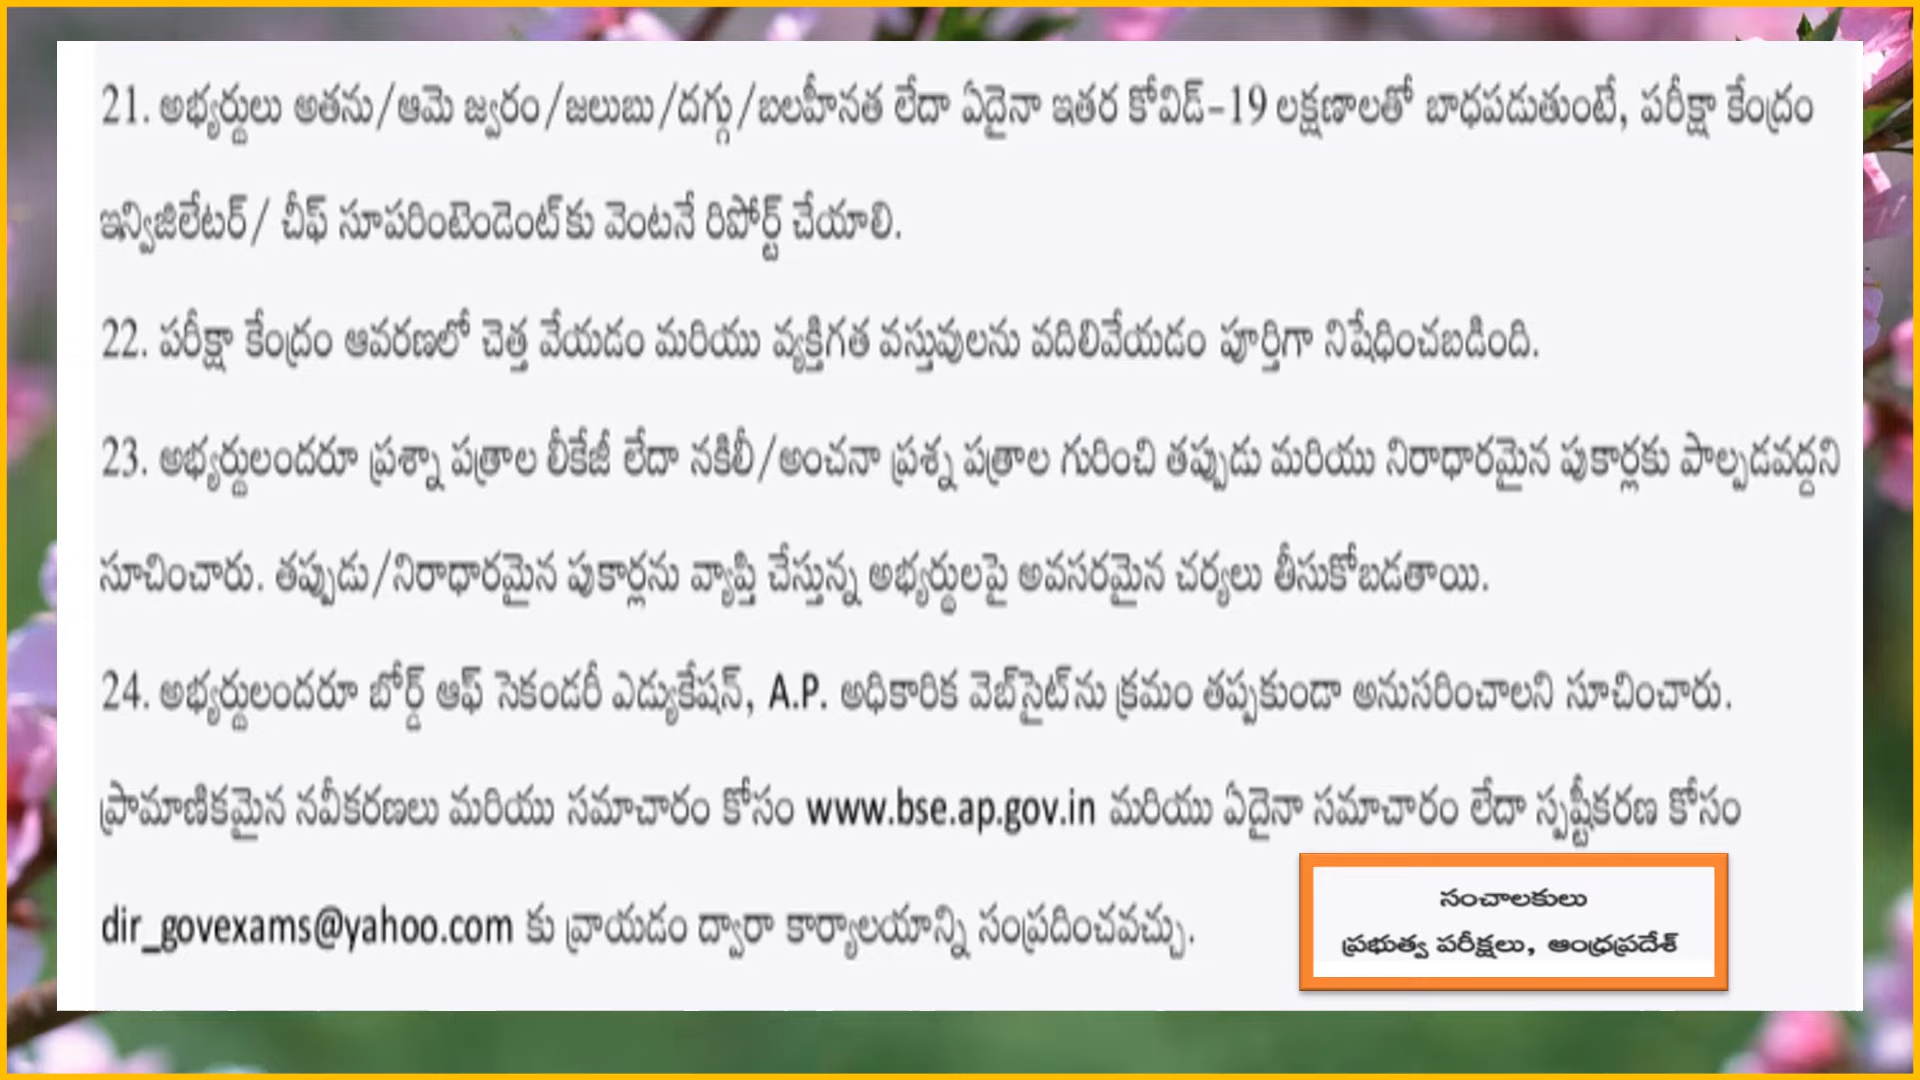 21. అభ్యర్థులు అతను/ఆమె జ్వరం/జలుబు/దగ్గు/బలహీనత లేదా ఏదైనా ఇతర కోవిడ్-19 లక్షణాలతో బాధపడుతుంటే, పరీక్షా కేంద్రం
ఇన్విజిలేటర్/ చీఫ్ సూపరింటెండెంట్‌కు వెంటనే రిపోర్ట్ చేయాలి.
22. పరీక్షా కేంద్రం ఆవరణలో చెత్త వేయడం మరియు వ్యక్తిగత వస్తువులను వదిలివేయడం పూర్తిగా నిషేధించబడింది.
23. అభ్యర్థులందరూ ప్రశ్నా పత్రాల లీకేజీ లేదా నకిలీ/అంచనా ప్రశ్న పత్రాల గురించి తప్పుడు మరియు నిరాధారమైన పుకార్లకు పాల్పడవద్దని
సూచించారు. తప్పుడు/నిరాధారమైన పుకార్లను వ్యాప్తి చేస్తున్న అభ్యర్థులపై అవసరమైన చర్యలు తీసుకోబడతాయి.
24. అభ్యర్థులందరూ బోర్డ్ ఆఫ్ సెకండరీ ఎడ్యుకేషన్, A.P. అధికారిక వెబ్‌సైట్‌ను క్రమం తప్పకుండా అనుసరించాలని సూచించారు.
ప్రామాణికమైన నవీకరణలు మరియు సమాచారం కోసం www.bse.ap.gov.in మరియు ఏదైనా సమాచారం లేదా స్పష్టీకరణ కోసం
dir_govexams@yahoo.com కు వ్రాయడం ద్వారా కార్యాలయాన్ని సంప్రదించవచ్చు.
సంచాలకులు
ప్రభుత్వ పరీక్షలు, ఆంధ్రప్రదేశ్